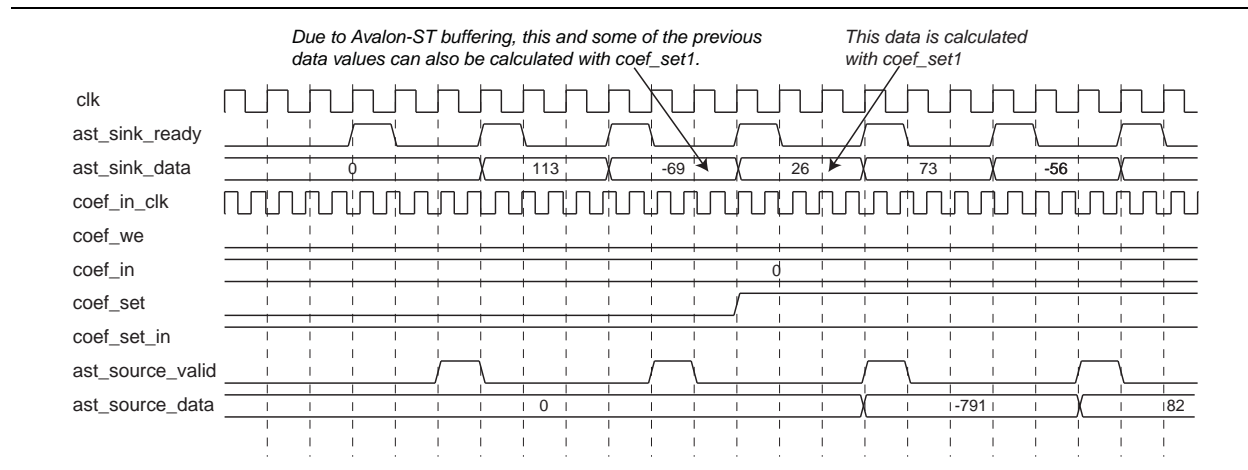 Due to Avalon-ST buffering, this and some of the previous
data values can also be calculated with coef_set1.
This data is calculated
with coef_set1
clk
ast_sink_ready
ast_sink_data 0 113 -69 26 73 -56
coef_in_clk
coef_we
coef_in 0
coef_set
coef_set_in
ast_source_valid
ast_source_data 0 -791 82